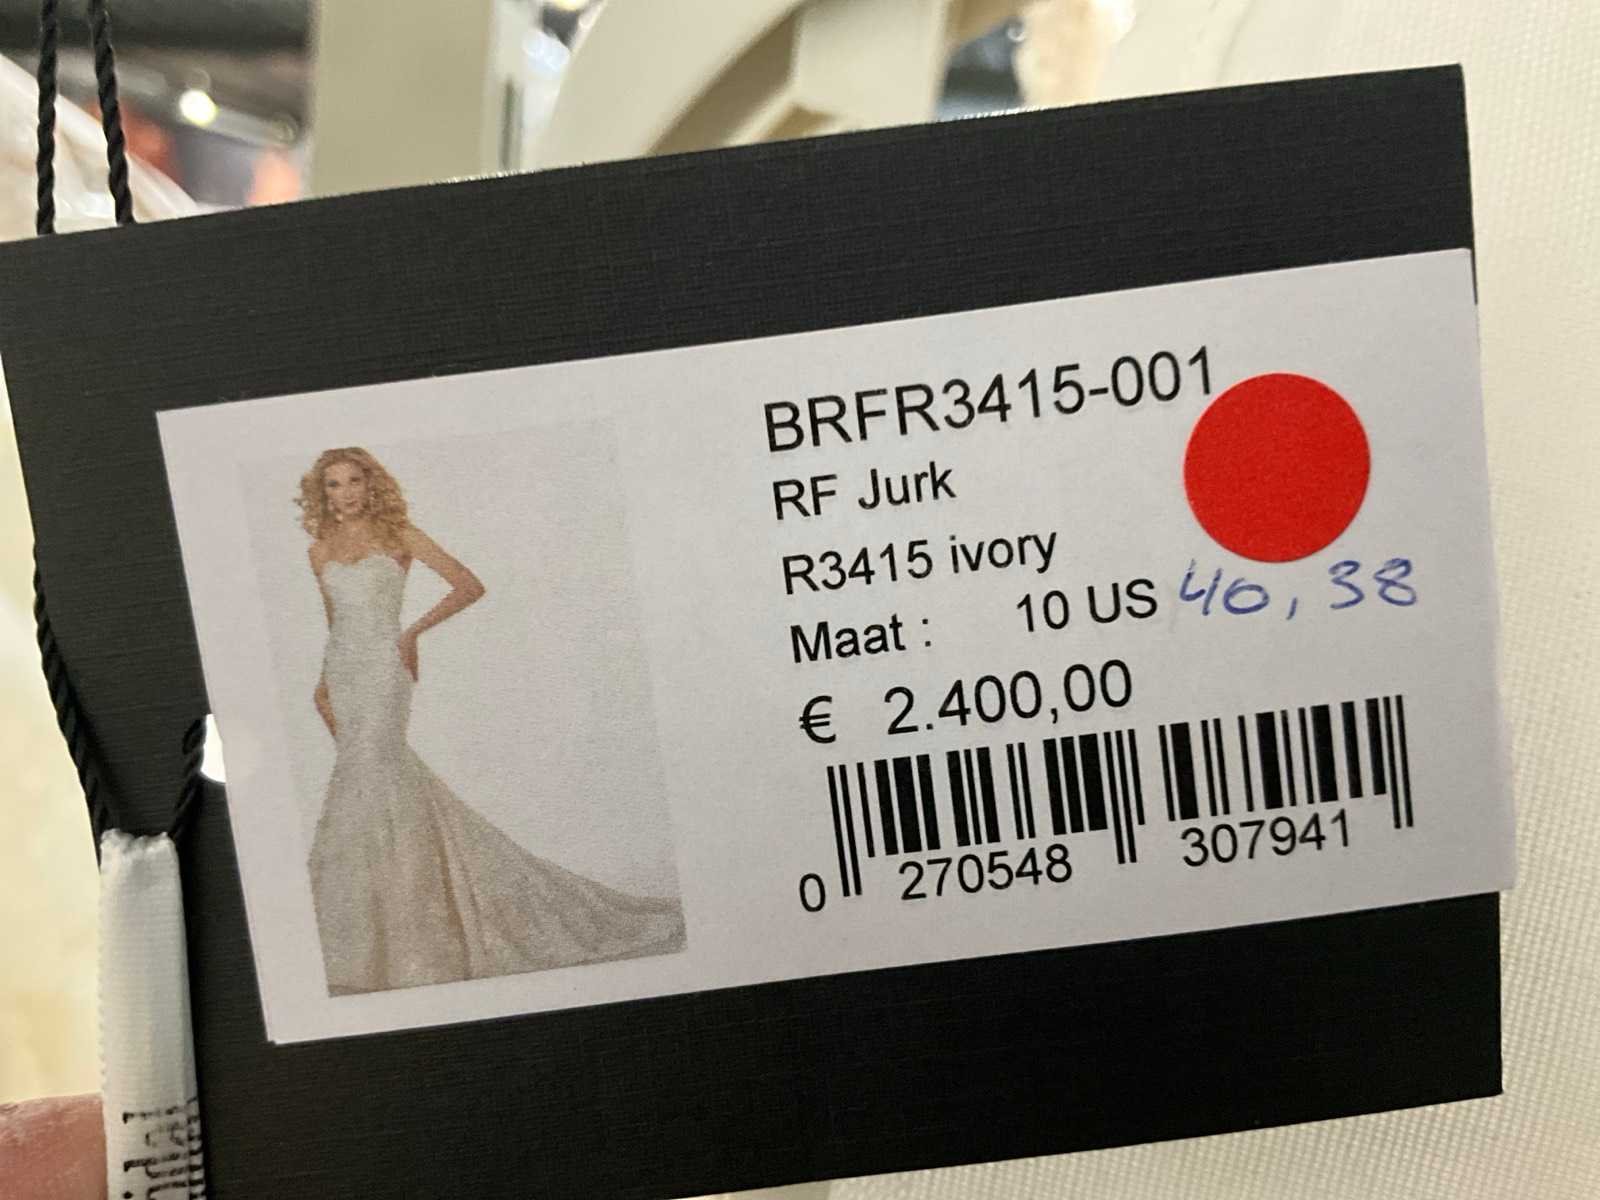 BRFR3415-001
RF Jurk
R3415 ivory
Maat : 10 US 40, 38
€ 2.400,00
0 270548 307941